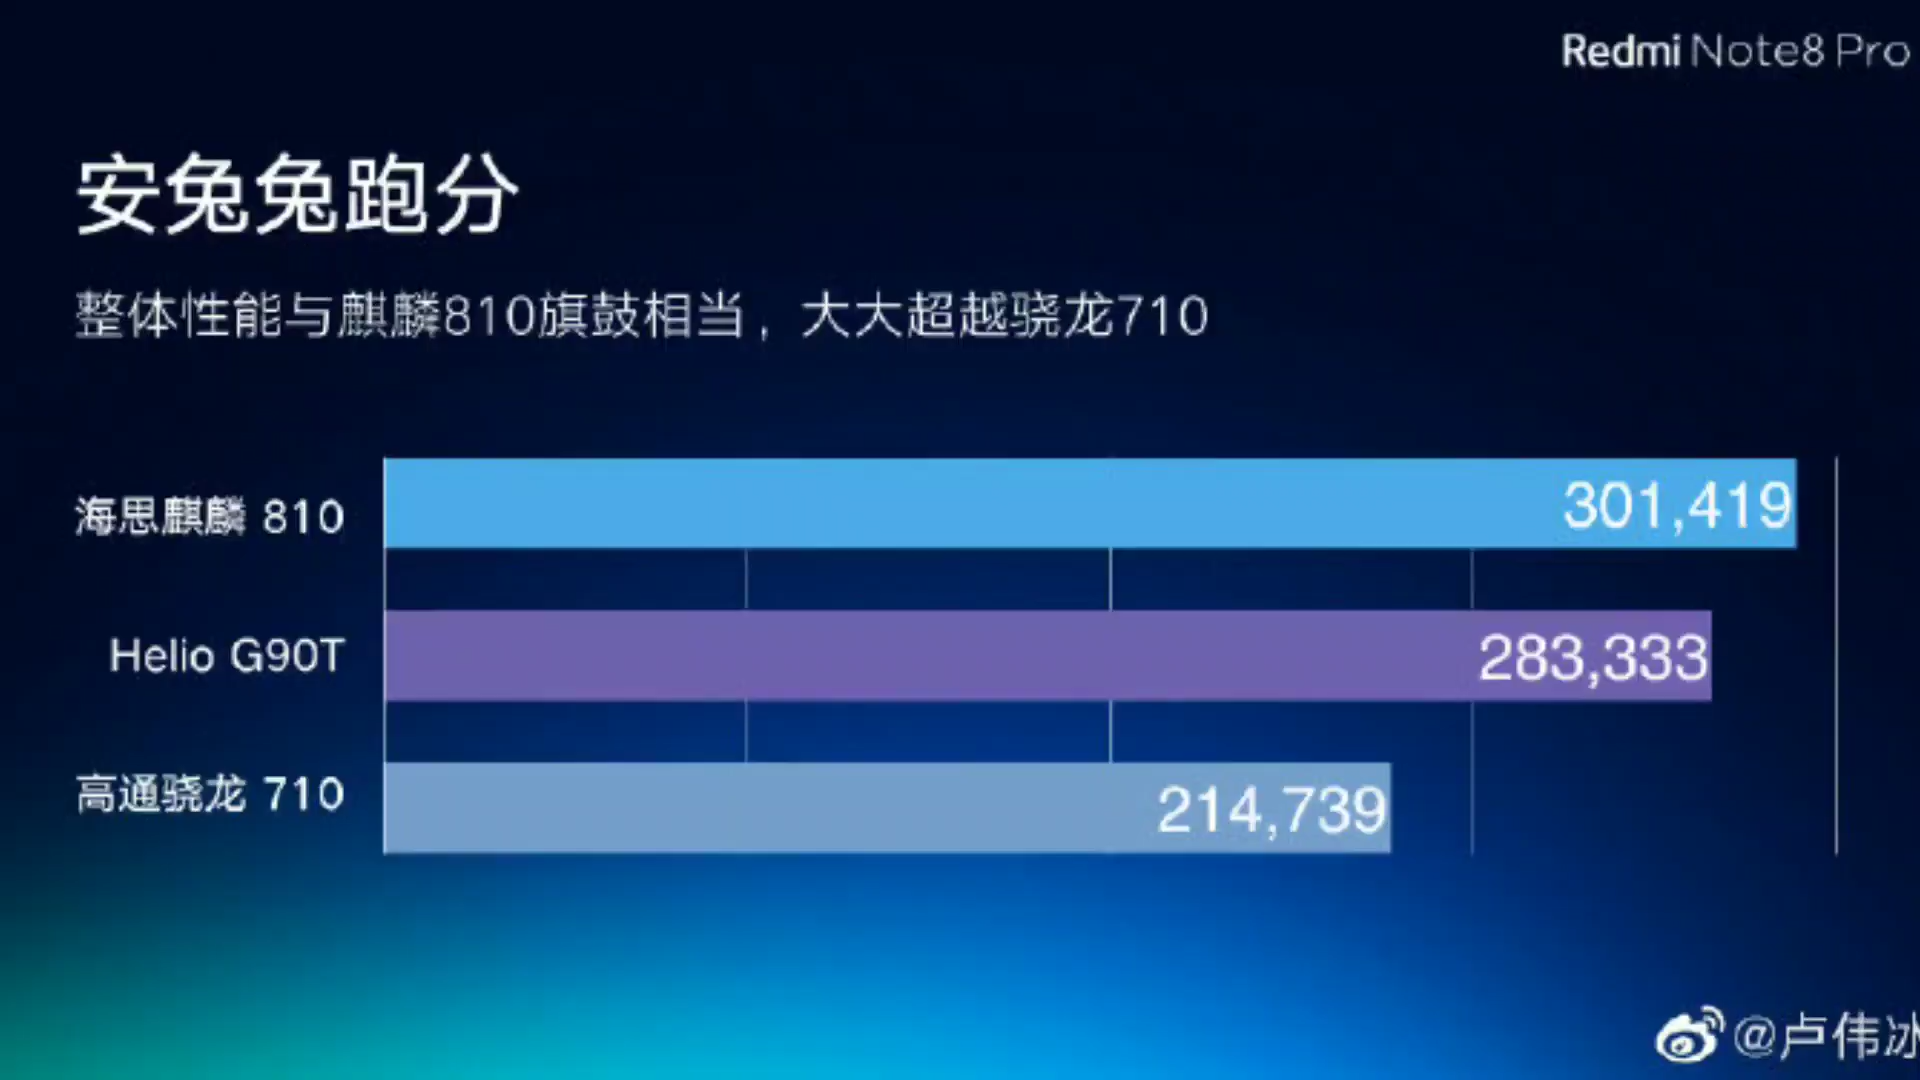 Redmi Note8 Pro
安兔兔跑分
整体性能与麒麟810旗鼓相当，大大超越骁龙710
海思麒麟 810
301,419
Helio G90T
283,333
高通骁龙 710
214,739
@卢伟冰